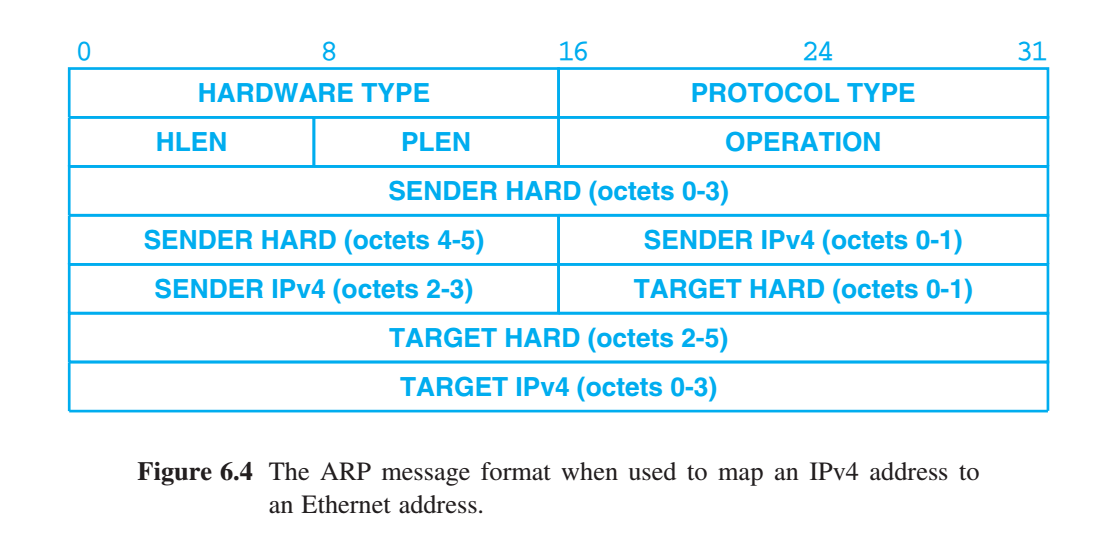 0 8 16 24 31
HARDWARE TYPE PROTOCOL TYPE
HLEN PLEN OPERATION
SENDER HARD (octets 0-3)
SENDER HARD (octets 4-5) SENDER IPv4 (octets 0-1)
SENDER IPv4 (octets 2-3) TARGET HARD (octets 0-1)
TARGET HARD (octets 2-5)
TARGET IPv4 (octets 0-3)
Figure 6.4 The ARP message format when used to map an IPv4 address to
an Ethernet address.